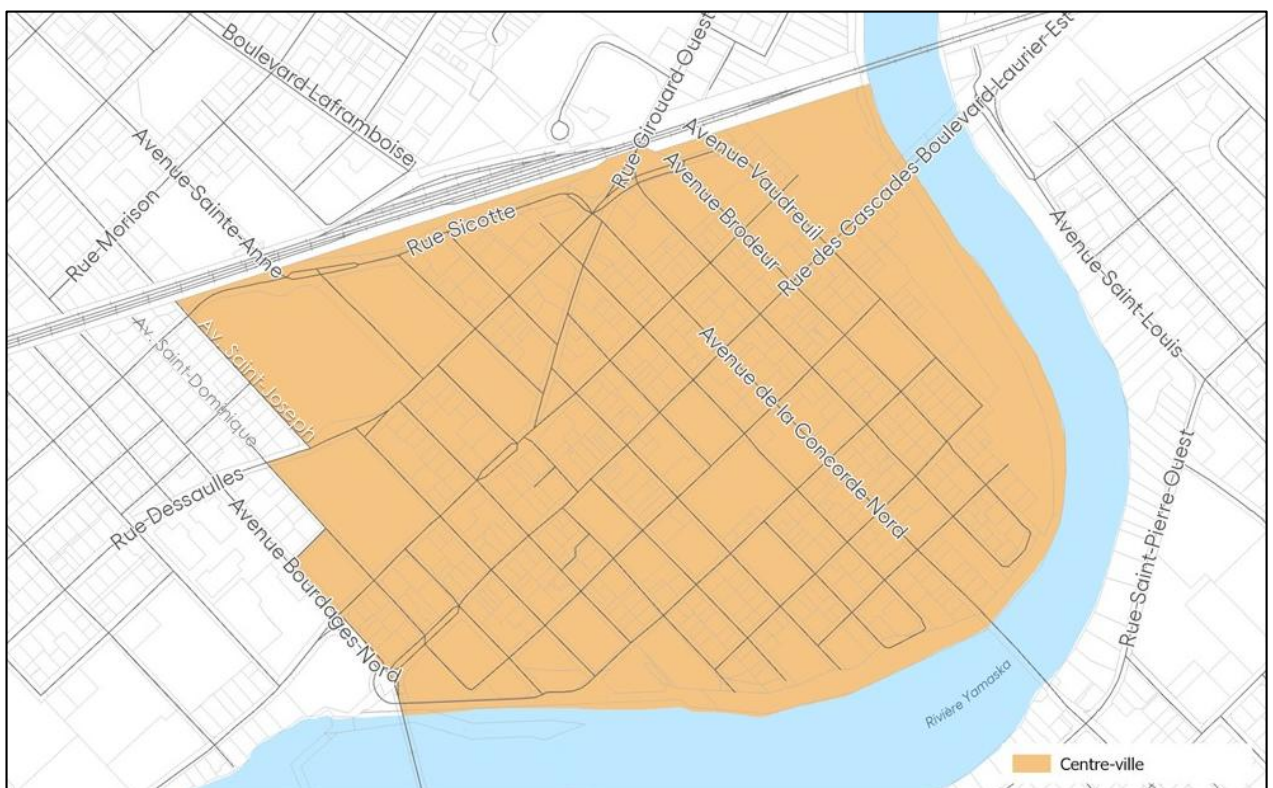 Boulevard-Laframboise
Rue-Girouard-Ouest
Rue des Cascades-Boulevard-Laurier-Est
Avenue-Sainte-Anne
Avenue Vaudreuil
Avenue Brodeur
Rue-Morison
Rue Sicotte
Avenue-Saint-Louis
Av. Saint-Joseph
Av. Saint-Dominique
Avenue-de-la-Concorde-Nord
Rue-Dessaulles
Avenue-Bourdages-Nord
Rue-Saint-Pierre-Ouest
Rivière Yamaska
Centre-ville